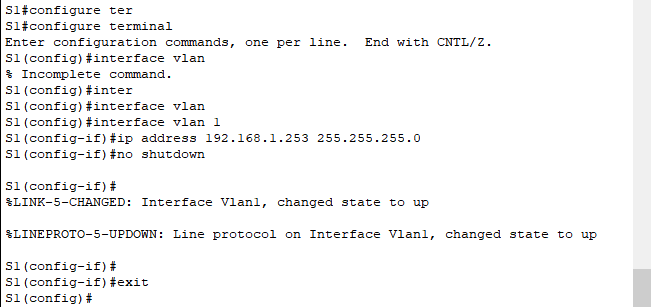 S1#configure ter
S1#configure terminal
Enter configuration commands, one per line.  End with CNTL/Z.
S1(config)#interface vlan
% Incomplete command.
S1(config)#inter
S1(config)#interface vlan
S1(config)#interface vlan 1
S1(config-if)#ip address 192.168.1.253 255.255.255.0
S1(config-if)#no shutdown
S1(config-if)#
%LINK-5-CHANGED: Interface Vlan1, changed state to up
%LINEPROTO-5-UPDOWN: Line protocol on Interface Vlan1, changed state to up
S1(config-if)#
S1(config-if)#exit
S1(config)#